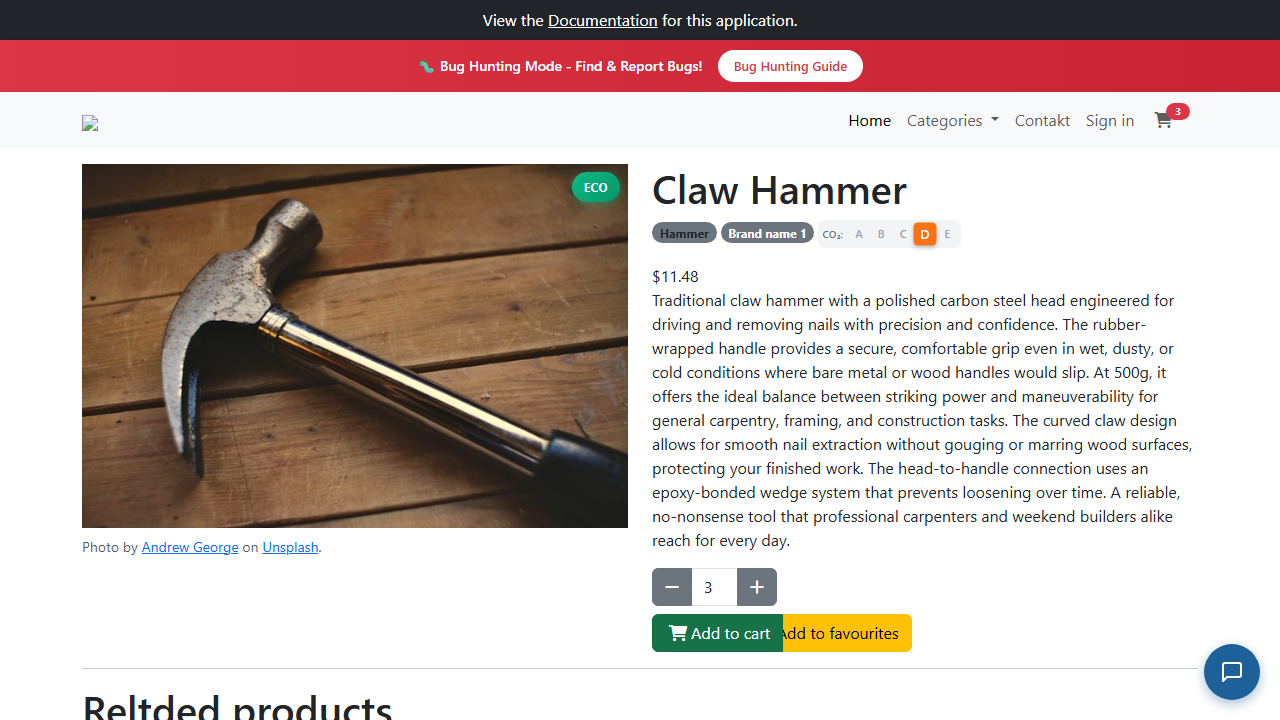 View the Documentation for this application.
🐛 Bug Hunting Mode - Find & Report Bugs!
Bug Hunting Guide
Home
Categories
Contakt
Sign in
3
ECO
Claw Hammer
Hammer
Brand name 1
CO₂: A B C D E
$11.48
Traditional claw hammer with a polished carbon steel head engineered for
driving and removing nails with precision and confidence. The rubber-
wrapped handle provides a secure, comfortable grip even in wet, dusty, or
cold conditions where bare metal or wood handles would slip. At 500g, it
offers the ideal balance between striking power and maneuverability for
general carpentry, framing, and construction tasks. The curved claw design
allows for smooth nail extraction without gouging or marring wood surfaces,
protecting your finished work. The head-to-handle connection uses an
epoxy-bonded wedge system that prevents loosening over time. A reliable,
no-nonsense tool that professional carpenters and weekend builders alike
reach for every day.
Photo by Andrew George on Unsplash.
3
Add to cart
Add to favourites
Reltded products